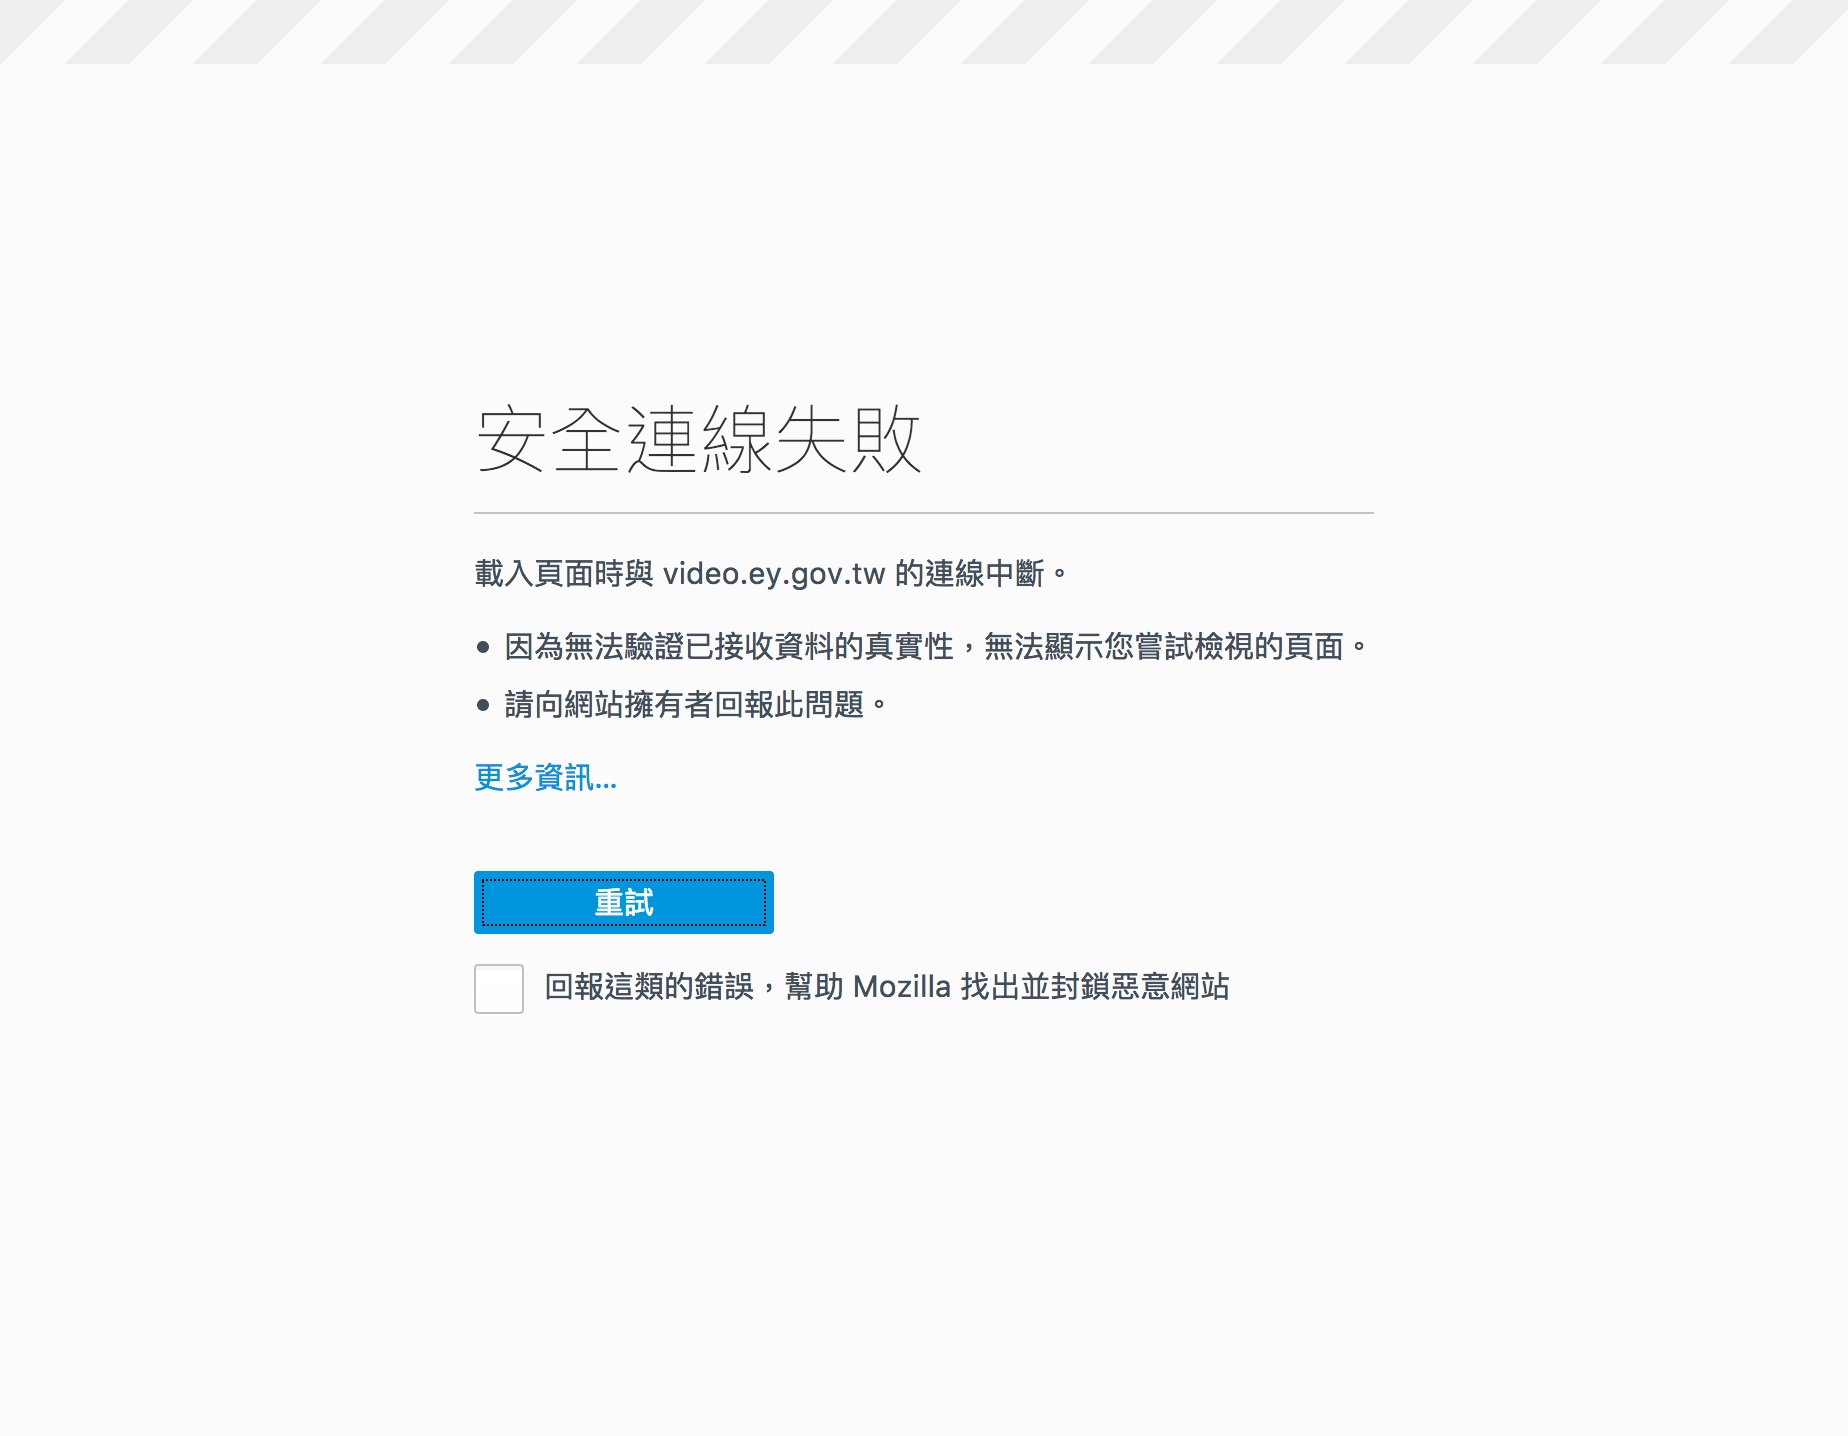 安全連線失敗
載入頁面時與 video.ey.gov.tw 的連線中斷。
因為無法驗證已接收資料的真實性，無法顯示您嘗試檢視的頁面。
請向網站擁有者回報此問題。
更多資訊...
重試
回報這類的錯誤，幫助 Mozilla 找出並封鎖惡意網站